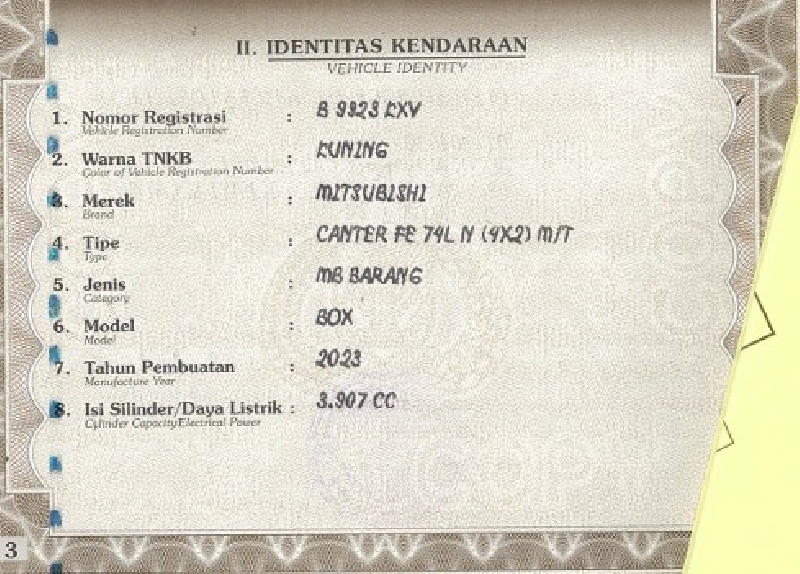 II. IDENTITAS KENDARAAN
VEHICLE IDENTITY
1. Nomor Registrasi : B 9323 KXV
Vehicle Registration Number
2. Warna TNKB : KUNING
Color of Vehicle Registration Number
3. Merek : MITSUBISHI
Brand
4. Tipe : CANTER FE 74L N (4X2) M/T
Type
5. Jenis : MB BARANG
Category
6. Model : BOX
Model
7. Tahun Pembuatan : 2023
Manufacture Year
8. Isi Silinder/Daya Listrik : 3.907 CC
Cylinder Capacity/Electrical Power
3